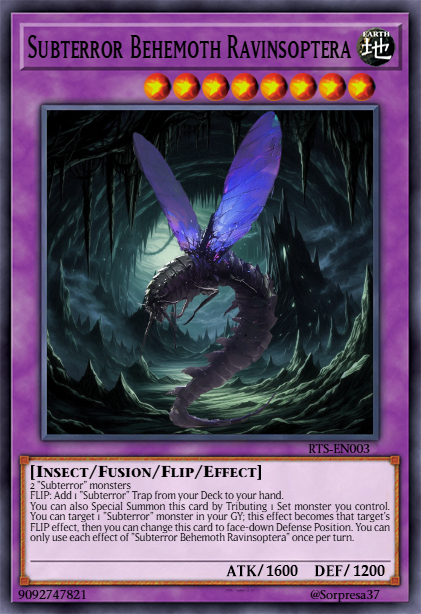 SUBTERROR BEHEMOTH RAVINSOPTERA
EARTH
地
RTS-EN003
[INSECT/FUSION/FLIP/EFFECT]
2 "Subterror" monsters
FLIP: Add 1 "Subterror" Trap from your Deck to your hand.
You can also Special Summon this card by Tributing 1 Set monster you control.
You can target 1 "Subterror" monster in your GY; this effect becomes that target's
FLIP effect, then you can change this card to face-down Defense Position. You can
only use each effect of "Subterror Behemoth Ravinsoptera" once per turn.
ATK/1600 DEF/1200
9092747821 @Sorpresa37